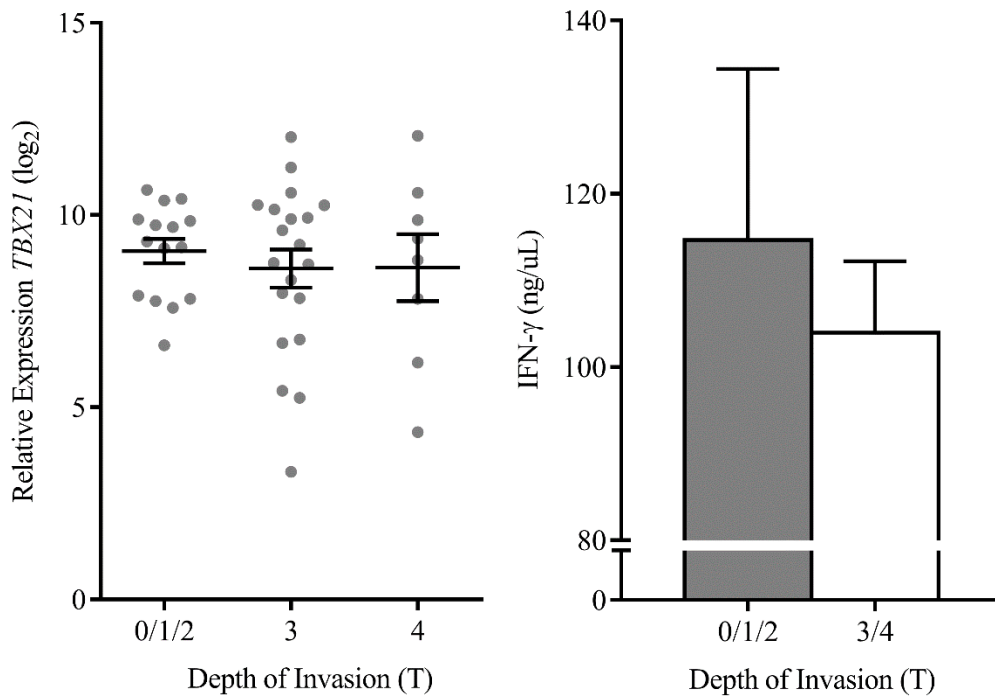 Relative Expression TBX21 (log₂)
15
10
5
0
0/1/2 3 4
Depth of Invasion (T)
IFN-γ (ng/uL)
140
120
100
80
0
0/1/2 3/4
Depth of Invasion (T)